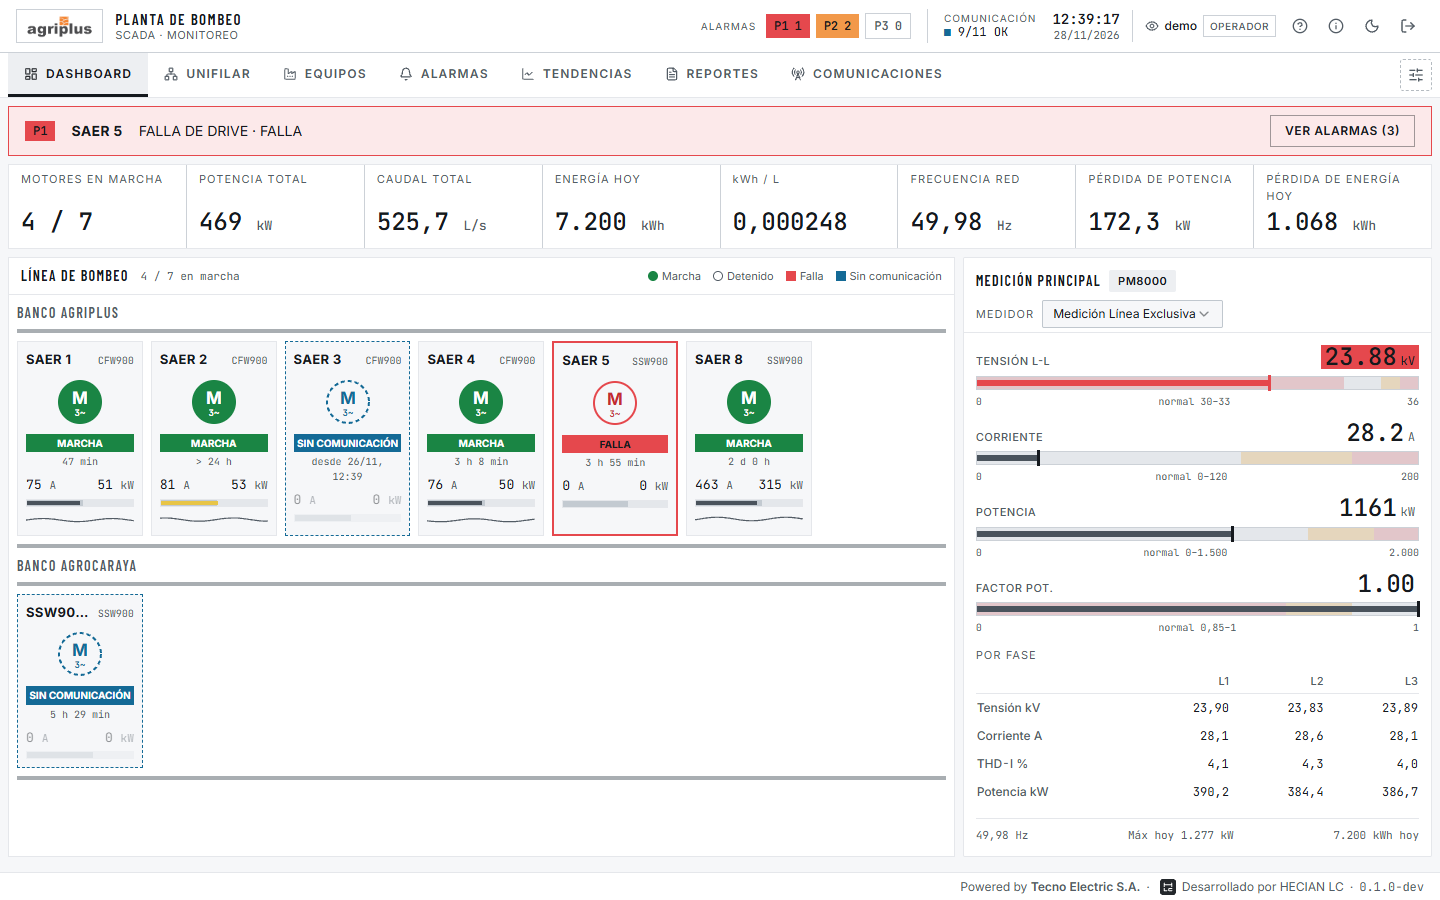 agriplus
PLANTA DE BOMBEO
SCADA · MONITOREO
ALARMAS P1 1 P2 2 P3 0
COMUNICACIÓN
9/11 OK
12:39:17
28/11/2026
demo OPERADOR
DASHBOARD UNIFILAR EQUIPOS ALARMAS TENDENCIAS REPORTES COMUNICACIONES
P1 SAER 5 FALLA DE DRIVE · FALLA VER ALARMAS (3)
MOTORES EN MARCHA
4 / 7
POTENCIA TOTAL
469 kW
CAUDAL TOTAL
525,7 L/s
ENERGÍA HOY
7.200 kWh
kWh / L
0,000248
FRECUENCIA RED
49,98 Hz
PÉRDIDA DE POTENCIA
172,3 kW
PÉRDIDA DE ENERGÍA
HOY
1.068 kWh
LÍNEA DE BOMBEO 4 / 7 en marcha
Marcha Detenido Falla Sin comunicación
BANCO AGRIPLUS
SAER 1 CFW900
M
3~
MARCHA
47 min
75 A 51 kW
SAER 2 CFW900
M
3~
MARCHA
> 24 h
81 A 53 kW
SAER 3 CFW900
M
3~
SIN COMUNICACIÓN
desde 26/11,
12:39
0 A 0 kW
SAER 4 CFW900
M
3~
MARCHA
3 h 8 min
76 A 50 kW
SAER 5 SSW900
M
3~
FALLA
3 h 55 min
0 A 0 kW
SAER 8 SSW900
M
3~
MARCHA
2 d 0 h
463 A 315 kW
BANCO AGROCARAYA
SSW90... SSW900
M
3~
SIN COMUNICACIÓN
5 h 29 min
0 A 0 kW
MEDICIÓN PRINCIPAL PM8000
MEDIDOR Medición Línea Exclusiva
TENSIÓN L-L 23.88 kV
0 normal 30–33 36
CORRIENTE 28.2 A
0 normal 0–120 200
POTENCIA 1161 kW
0 normal 0–1.500 2.000
FACTOR POT. 1.00
0 normal 0,85–1 1
POR FASE
L1 L2 L3
Tensión kV 23,90 23,83 23,89
Corriente A 28,1 28,6 28,1
THD-I % 4,1 4,3 4,0
Potencia kW 390,2 384,4 386,7
49,98 Hz Máx hoy 1.277 kW 7.200 kWh hoy
Powered by Tecno Electric S.A. · Desarrollado por HECIAN LC · 0.1.0-dev